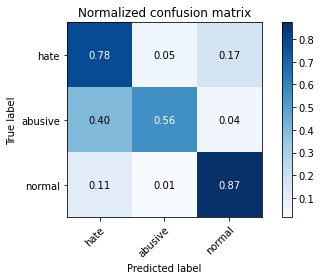 Normalized confusion matrix
True label
hate 0.78 0.05 0.17
abusive 0.40 0.56 0.04
normal 0.11 0.01 0.87
hate abusive normal
Predicted label
0.8
0.7
0.6
0.5
0.4
0.3
0.2
0.1